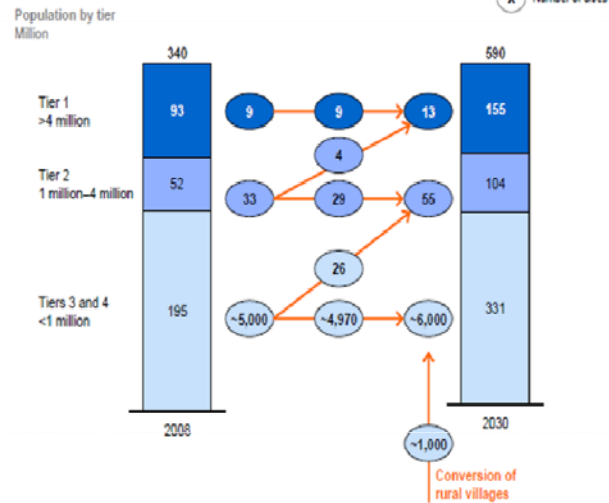 Population by tier
Million
340
590
Tier 1
>4 million
93
9
9
13
155
4
Tier 2
1 million–4 million
52
33
29
55
104
26
Tiers 3 and 4
<1 million
195
~5,000
~4,970
~6,000
331
2008
2030
~1,000
Conversion of
rural villages